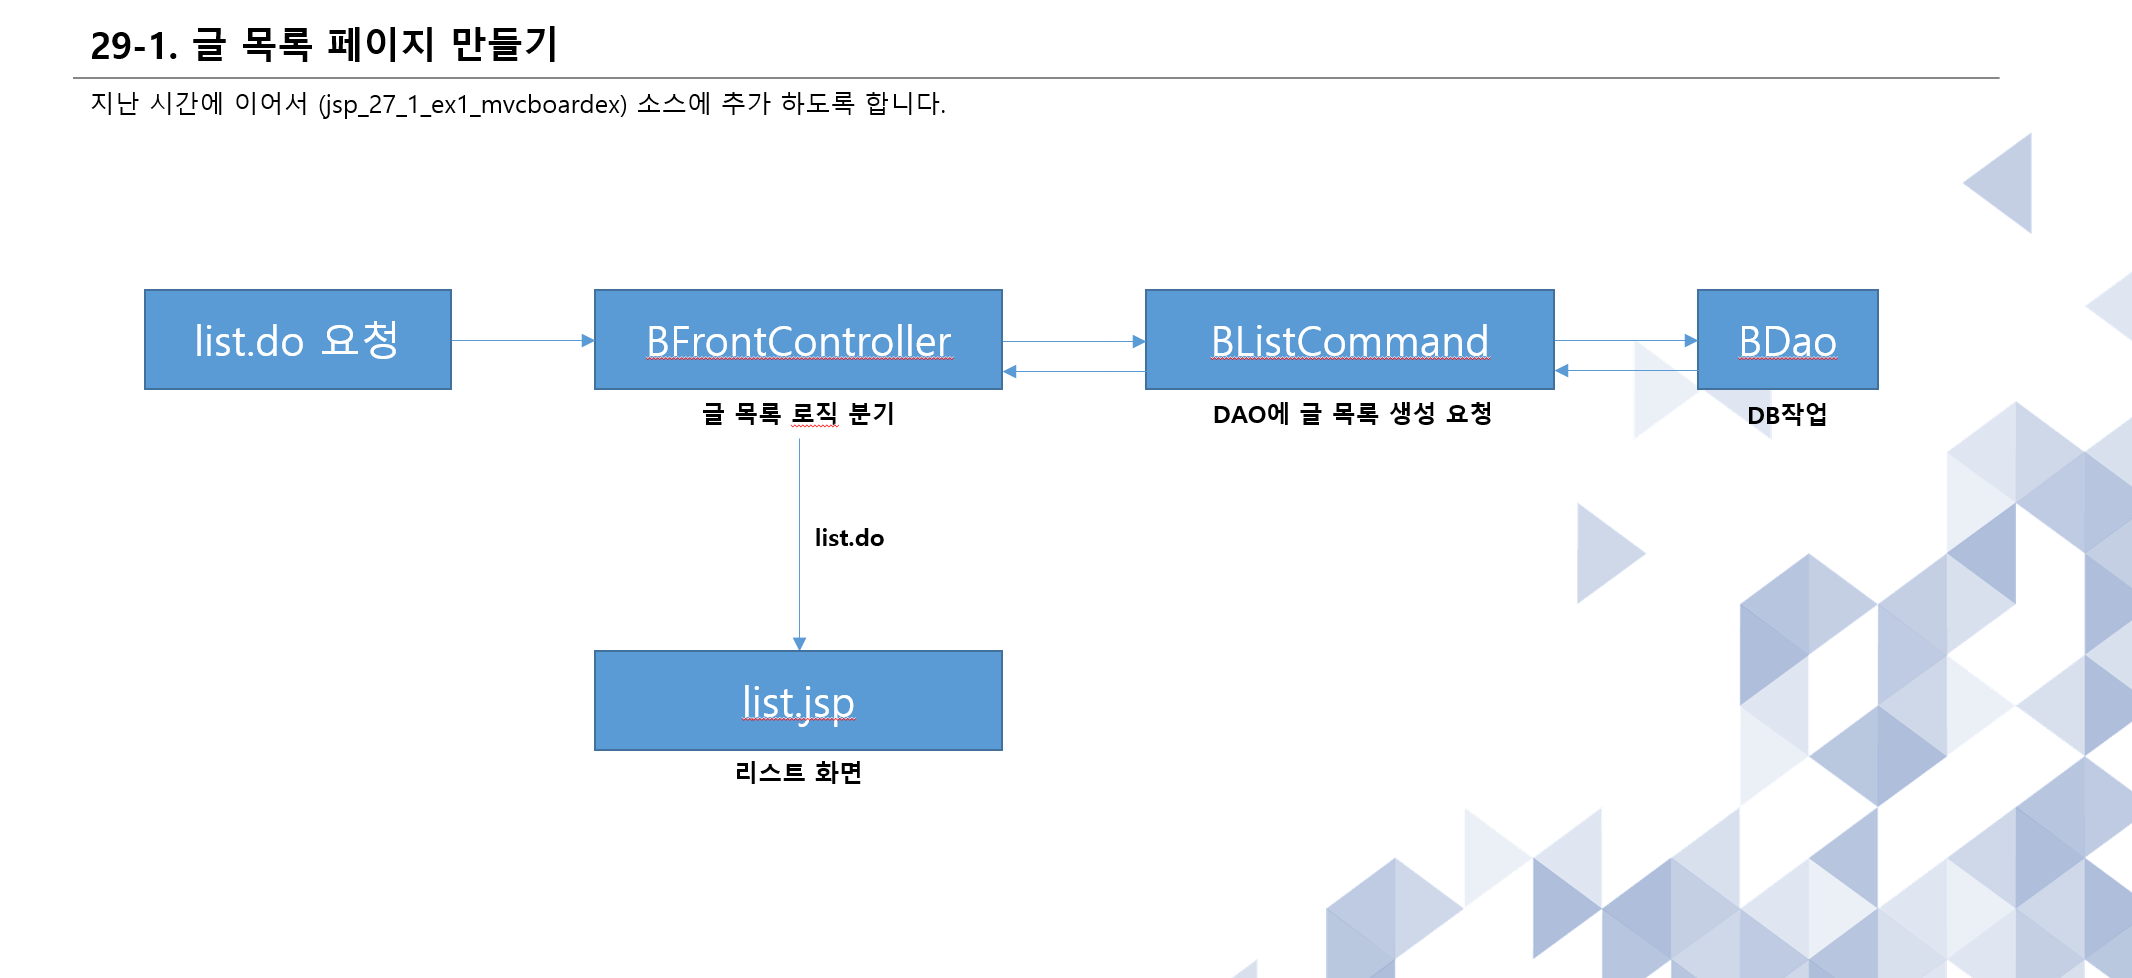 29-1. 글 목록 페이지 만들기
지난 시간에 이어서 (jsp_27_1_ex1_mvcboardex) 소스에 추가 하도록 합니다.
list.do 요청
BFrontController
BListCommand
BDao
글 목록 로직 분기
DAO에 글 목록 생성 요청
DB작업
list.do
list.jsp
리스트 화면